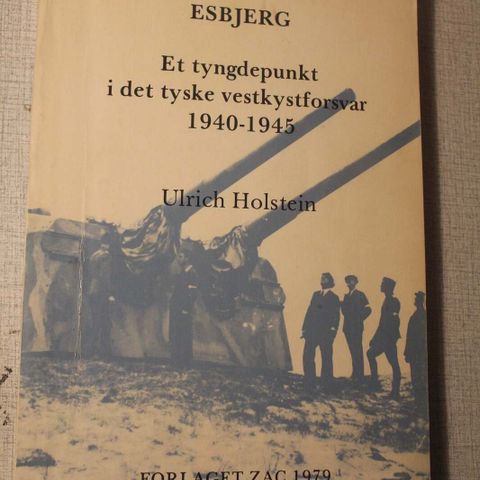 ESBJERG
Et tyngdepunkt
i det tyske vestkystforsvar
1940-1945
Ulrich Holstein
FORLAGET ZAC 1979